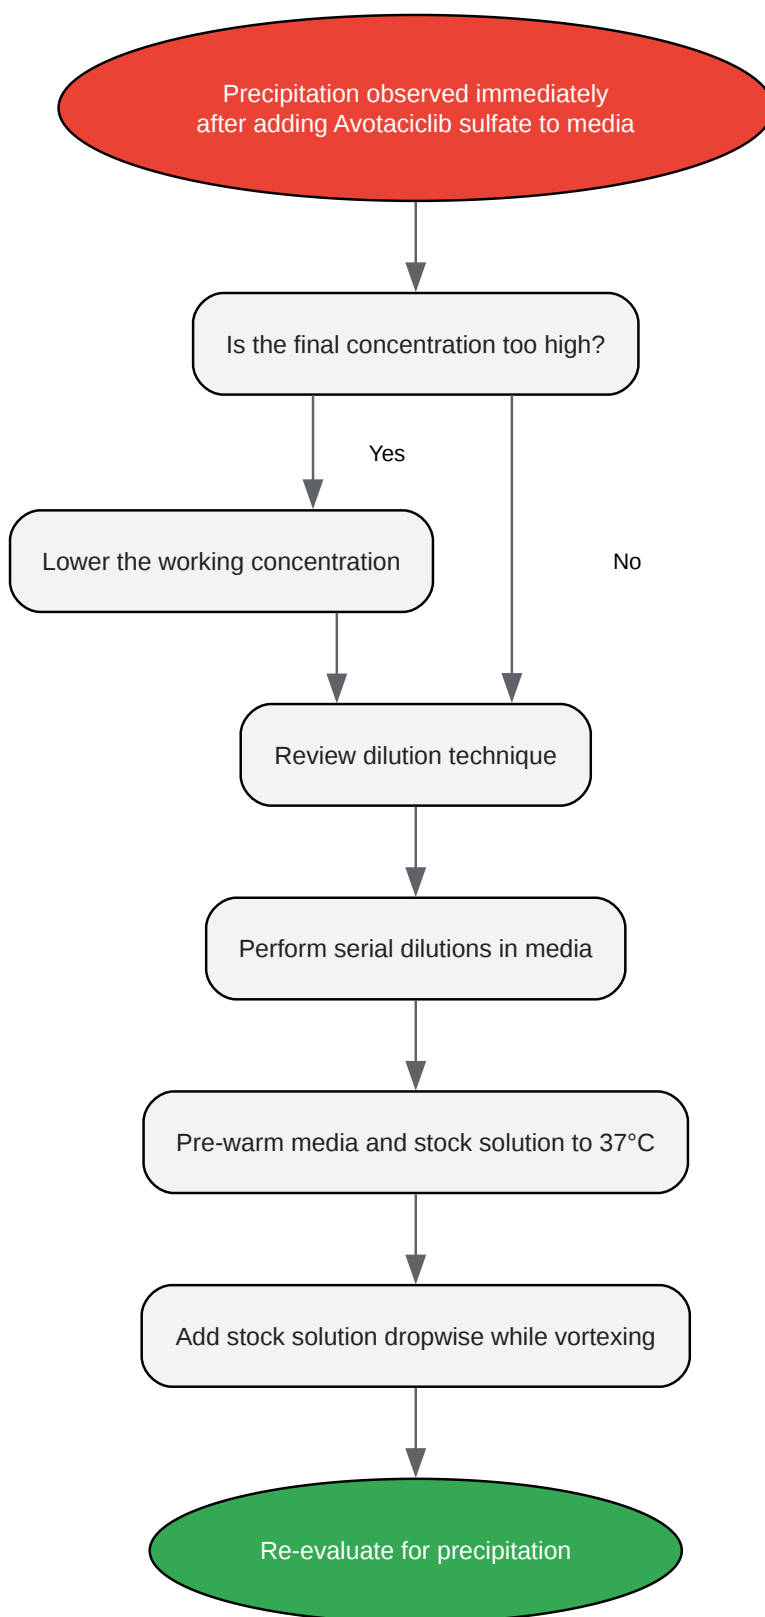 Precipitation observed immediately
after adding Avotaciclib sulfate to media
Is the final concentration too high?
Yes
Lower the working concentration
No
Review dilution technique
Perform serial dilutions in media
Pre-warm media and stock solution to 37°C
Add stock solution dropwise while vortexing
Re-evaluate for precipitation